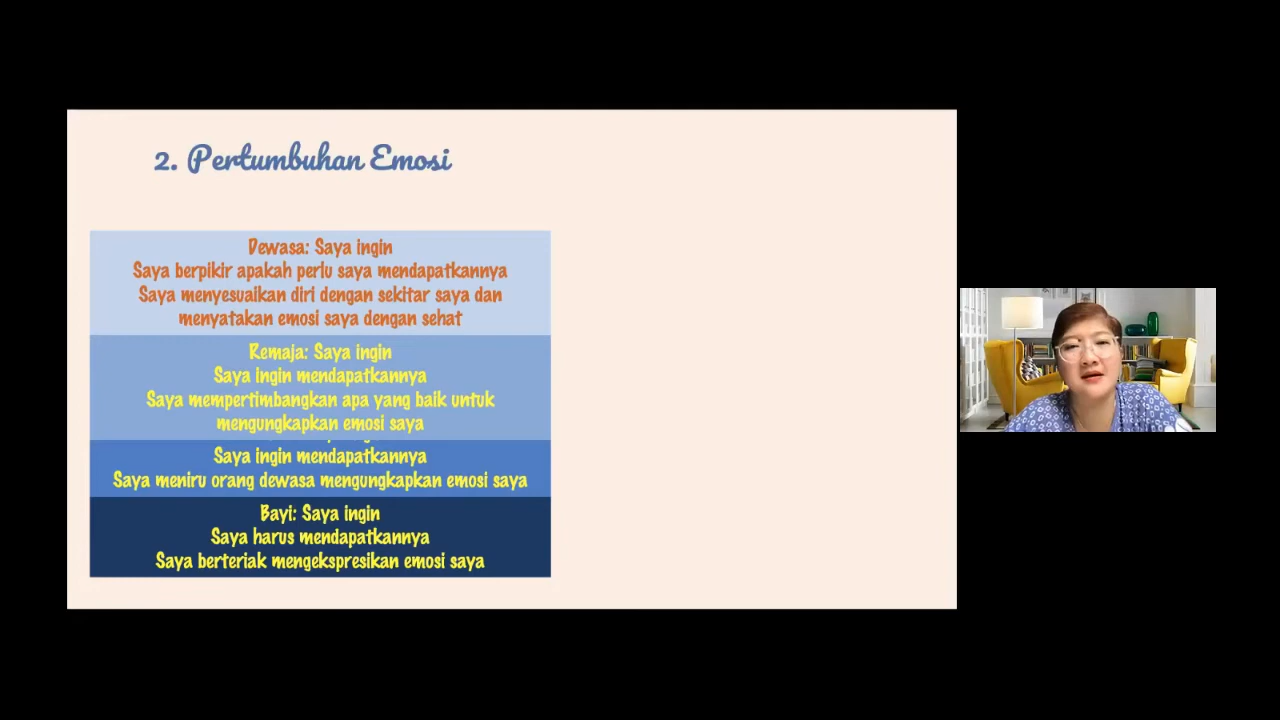 2. Pertumbuhan Emosi
Dewasa: Saya ingin
Saya berpikir apakah perlu saya mendapatkannya
Saya menyesuaikan diri dengan sekitar saya dan
menyatakan emosi saya dengan sehat
Remaja: Saya ingin
Saya ingin mendapatkannya
Saya mempertimbangkan apa yang baik untuk
mengungkapkan emosi saya
Saya ingin mendapatkannya
Saya meniru orang dewasa mengungkapkan emosi saya
Bayi: Saya ingin
Saya harus mendapatkannya
Saya berteriak mengekspresikan emosi saya